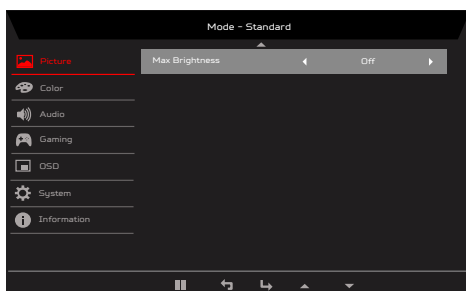 Mode - Standard
Picture
Max Brightness Off
Color
Audio
Gaming
OSD
System
Information